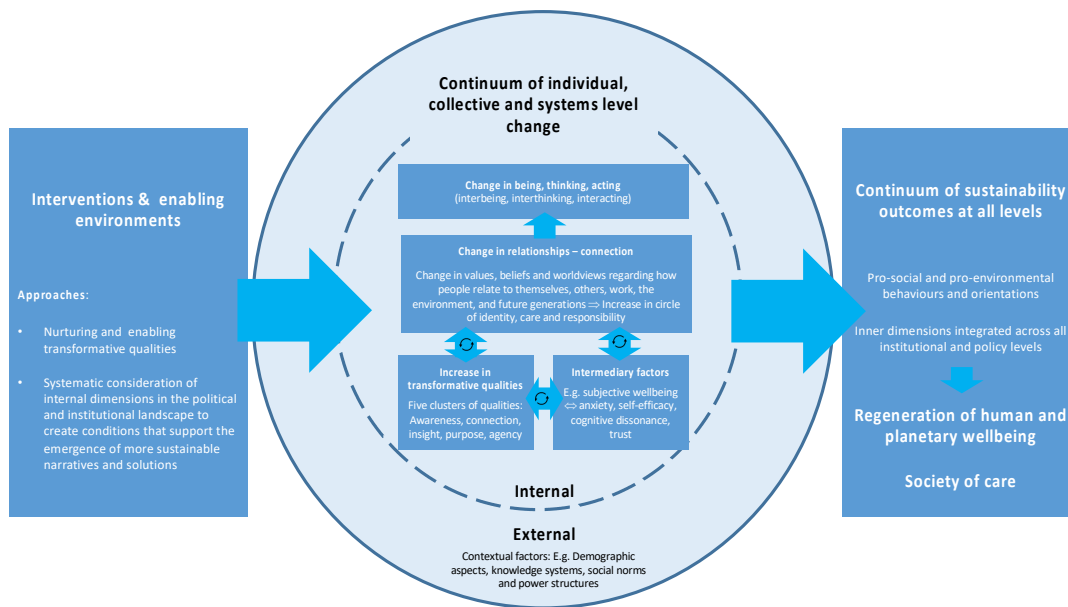 Interventions & enabling
environments
Approaches:
• Nurturing and enabling
transformative qualities
• Systematic consideration of
internal dimensions in the political
and institutional landscape to
create conditions that support the
emergence of more sustainable
narratives and solutions
Continuum of individual,
collective and systems level
change
Change in being, thinking, acting
(interbeing, interthinking, interacting)
Change in relationships – connection
Change in values, beliefs and worldviews regarding how
people relate to themselves, others, work, the
environment, and future generations ⇒ Increase in circle
of identity, care and responsibility
Increase in
transformative qualities
Five clusters of qualities:
Awareness, connection,
insight, purpose, agency
Intermediary factors
E.g. subjective wellbeing
⇔ anxiety, self-efficacy,
cognitive dissonance,
trust
Internal
External
Contextual factors: E.g. Demographic
aspects, knowledge systems, social norms
and power structures
Continuum of sustainability
outcomes at all levels
Pro-social and pro-environmental
behaviours and orientations
Inner dimensions integrated across all
institutional and policy levels
Regeneration of human and
planetary wellbeing
Society of care